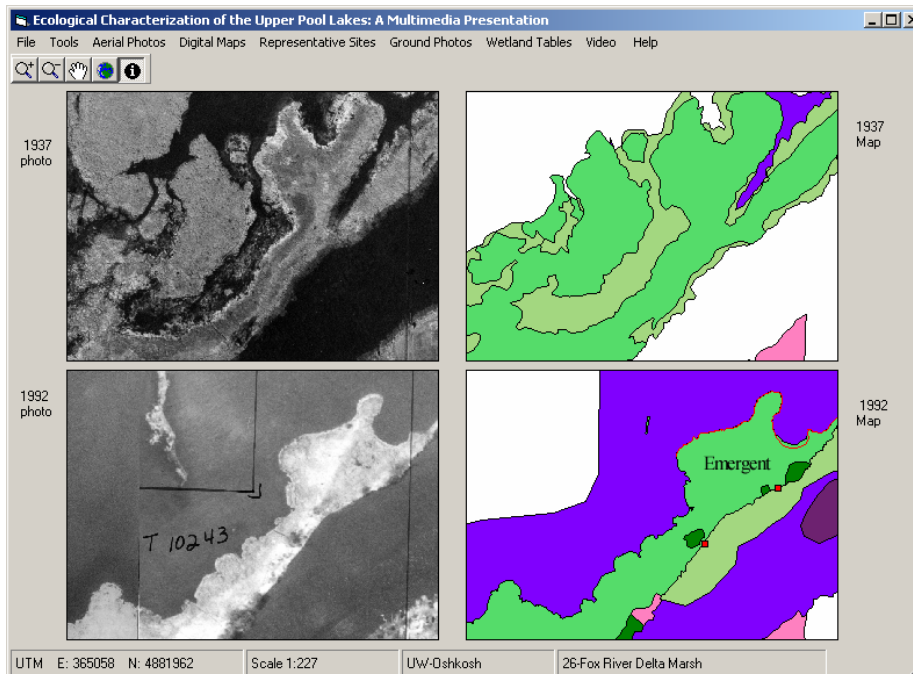 Ecological Characterization of the Upper Pool Lakes: A Multimedia Presentation
File Tools Aerial Photos Digital Maps Representative Sites Ground Photos Wetland Tables Video Help
1937
photo
1937
Map
1992
photo
T 10243
1992
Map
Emergent
UTM E: 365058 N: 4881962 Scale 1:227 UW-Oshkosh 26-Fox River Delta Marsh